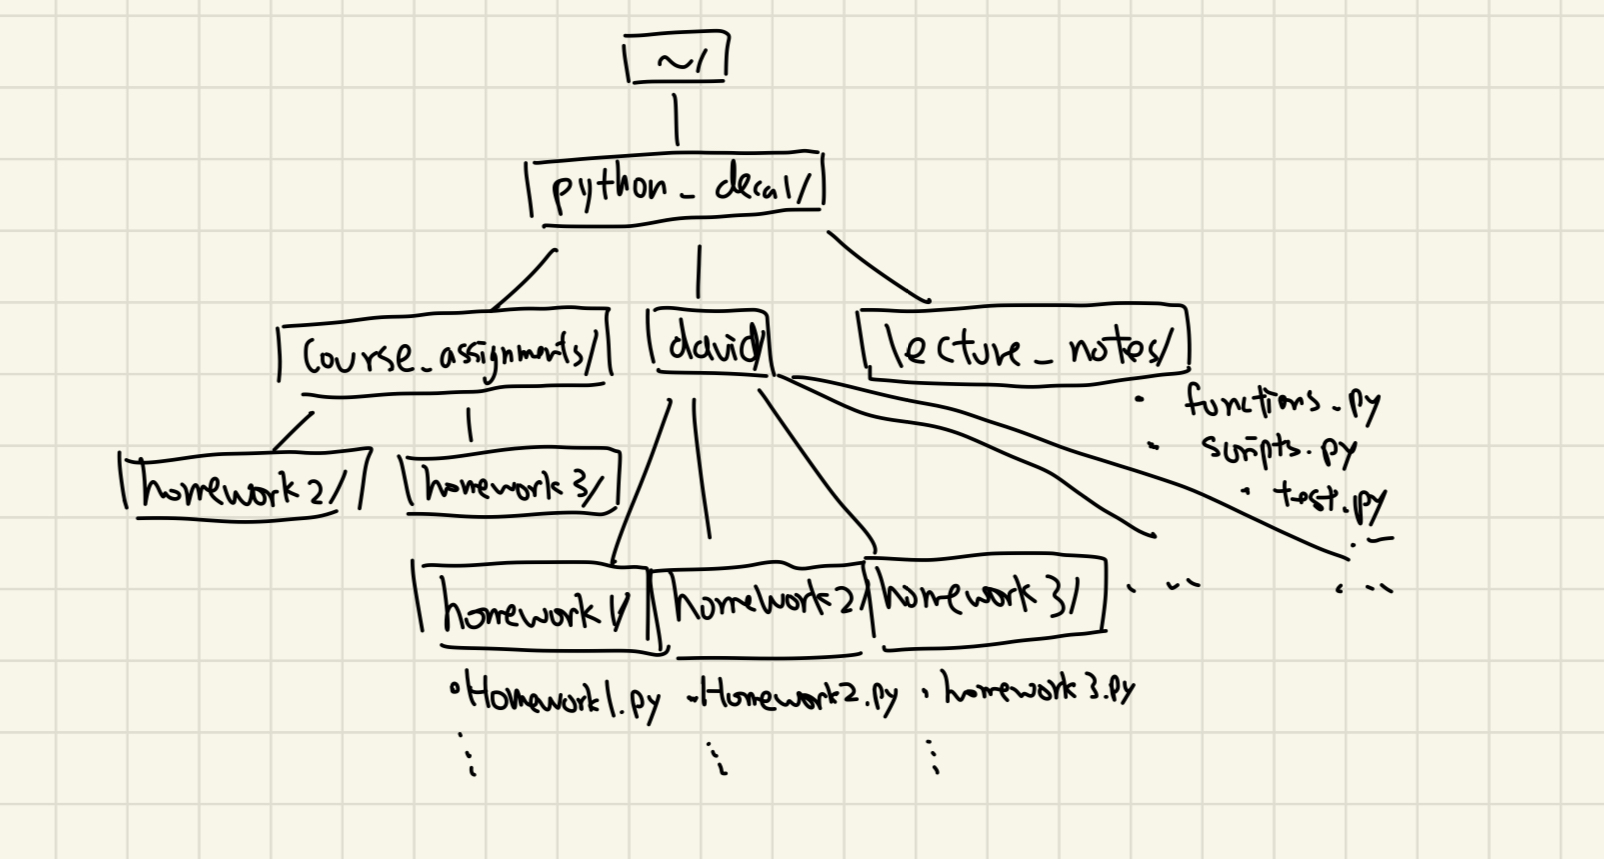 ~/
python_decal/
course_assignments/
david/
lecture_notes/
• functions.py
• scripts.py
• test.py
homework2/
homework3/
homework1/
homework2/
homework3/
• Homework1.py
- Homework2.py
• homework3.py